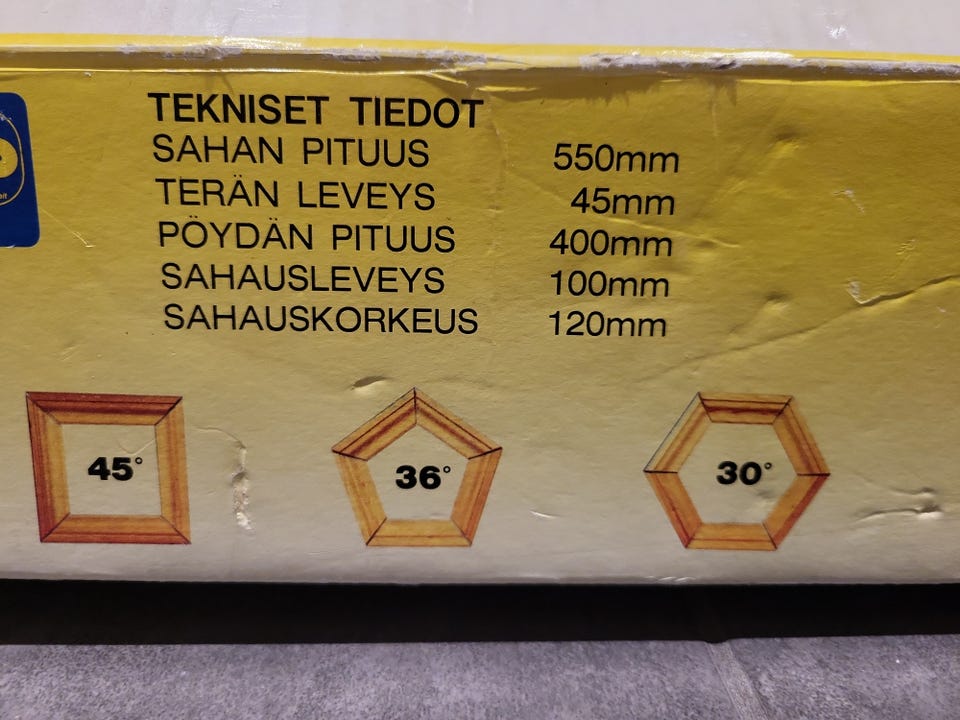 TEKNISET TIEDOT
SAHAN PITUUS 550mm
TERÄN LEVEYS 45mm
PÖYDÄN PITUUS 400mm
SAHAUSLEVEYS 100mm
SAHAUSKORKEUS 120mm
45° 36° 30°